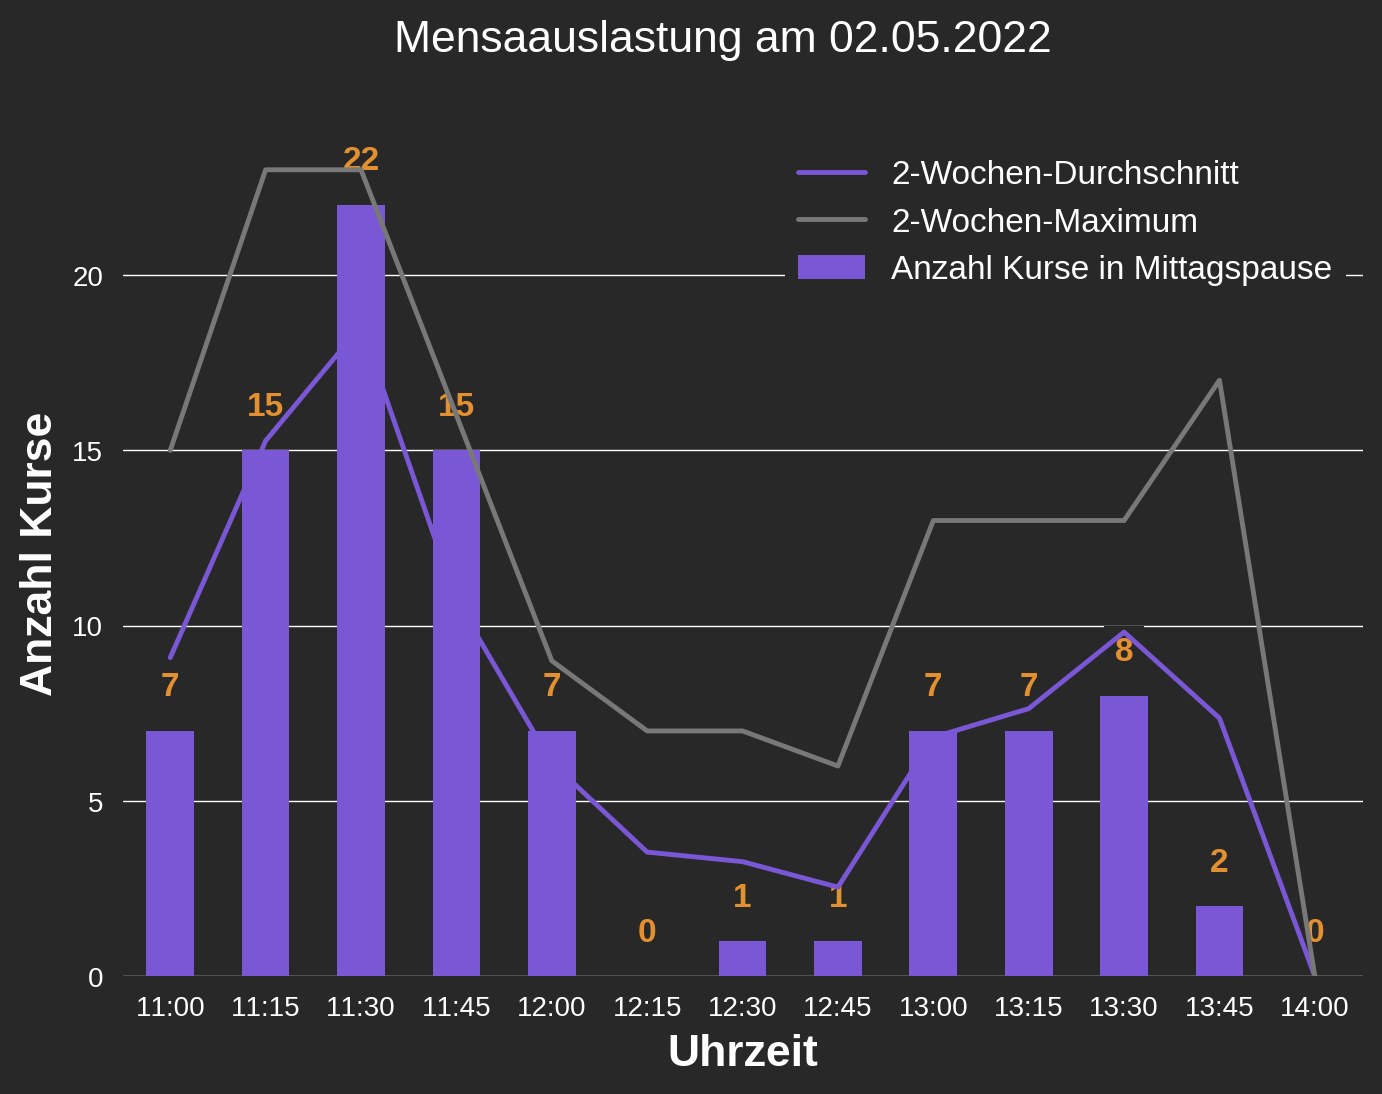 Mensaauslastung am 02.05.2022
2-Wochen-Durchschnitt
2-Wochen-Maximum
Anzahl Kurse in Mittagspause
Anzahl Kurse
20
15
10
5
0
7
15
22
15
7
0
1
1
7
7
8
2
0
11:00 11:15 11:30 11:45 12:00 12:15 12:30 12:45 13:00 13:15 13:30 13:45 14:00
Uhrzeit